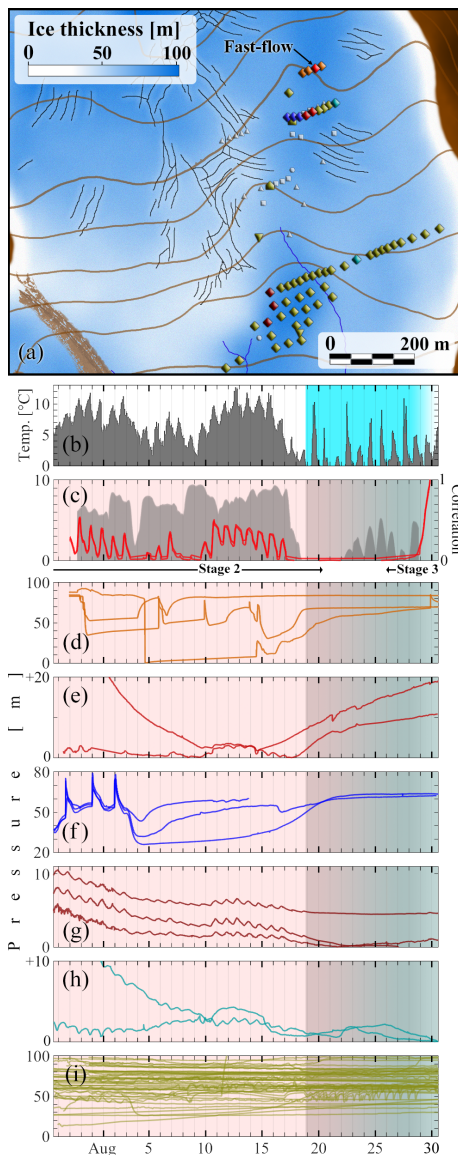 Ice thickness [m]
0 50 100
Fast-flow
0 200 m
(a)
Temp. [°C]
10
5
0
(b)
10
5
0
(c)
1
0
Correlation
Stage 2
Stage 3
Pressure [m]
100
50
0
(d)
+20
0
(e)
80
50
20
(f)
10
0
(g)
+10
0
(h)
100
50
0
(i)
Aug 5 10 15 20 25 30